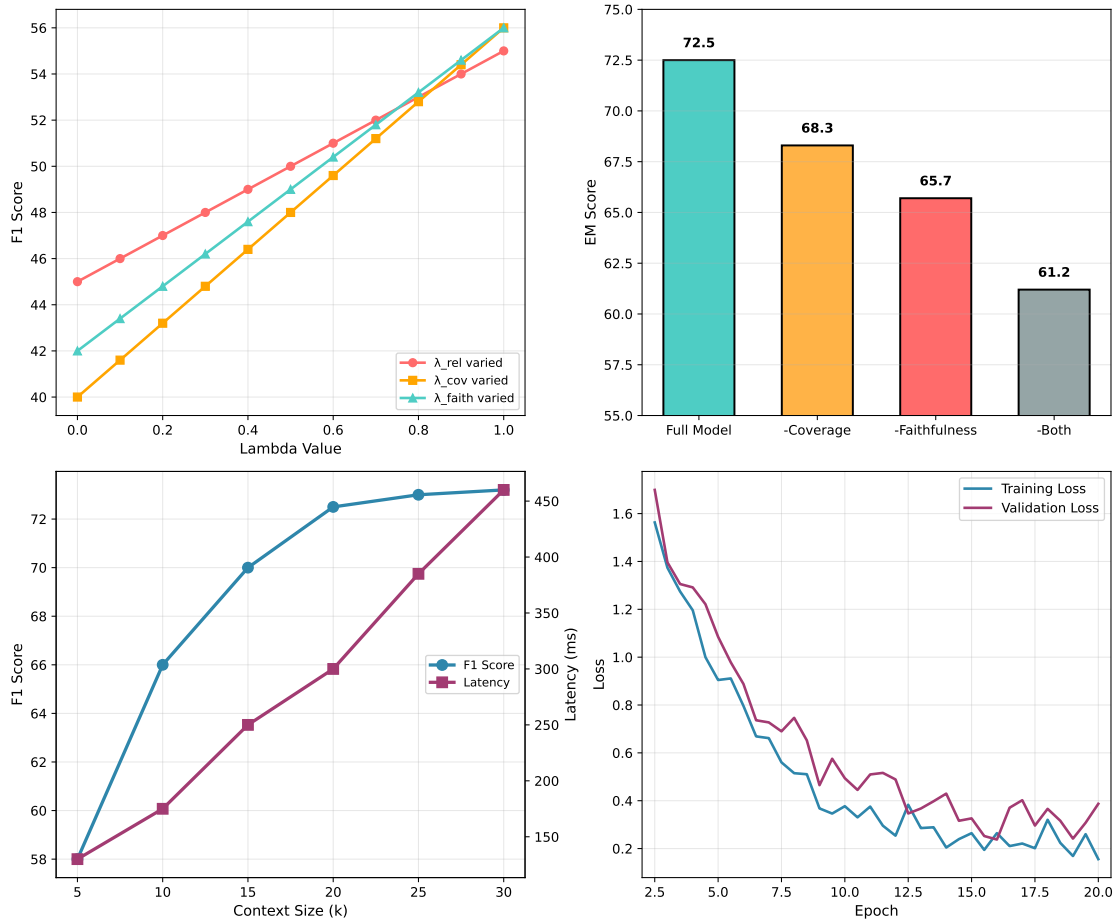 56
54
52
50
48
46
44
42
40
F1 Score
λ_rel varied
λ_cov varied
λ_faith varied
0.0 0.2 0.4 0.6 0.8 1.0
Lambda Value
75.0
72.5
70.0
67.5
65.0
62.5
60.0
57.5
55.0
EM Score
72.5
68.3
65.7
61.2
Full Model -Coverage -Faithfulness -Both
72
70
68
66
64
62
60
58
F1 Score
F1 Score
Latency
450
400
350
300
250
200
150
Latency (ms)
5 10 15 20 25 30
Context Size (k)
1.6
1.4
1.2
1.0
0.8
0.6
0.4
0.2
Loss
Training Loss
Validation Loss
2.5 5.0 7.5 10.0 12.5 15.0 17.5 20.0
Epoch